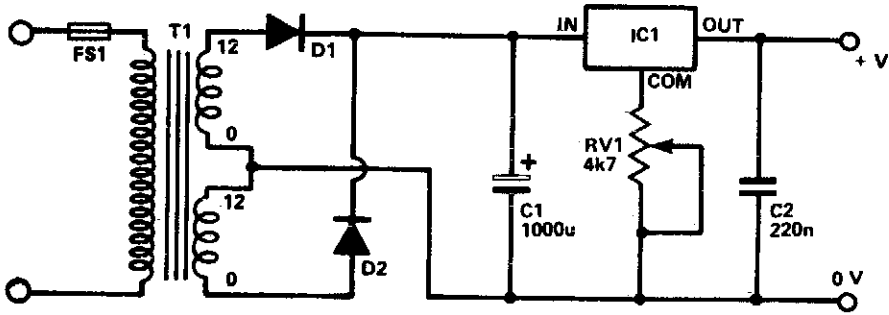 FS1
T1
12
0
12
0
D1
D2
IN
IC1
OUT
COM
RV1
4k7
+
C1
1000u
C2
220n
+ V
0 V